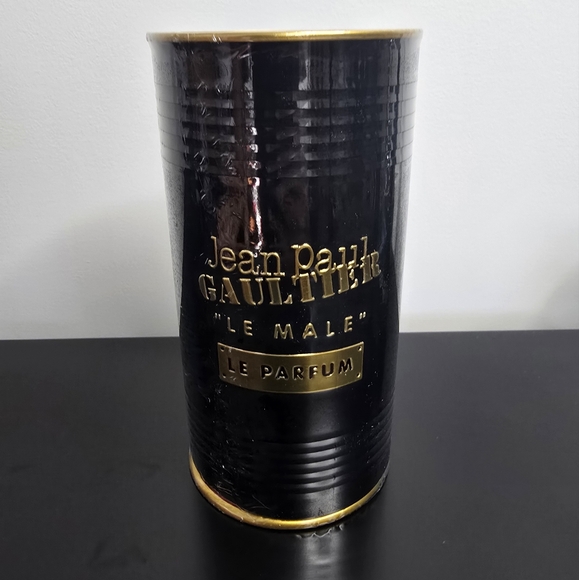 Jean Paul
GAULTIER
"LE MALE"
LE PARFUM